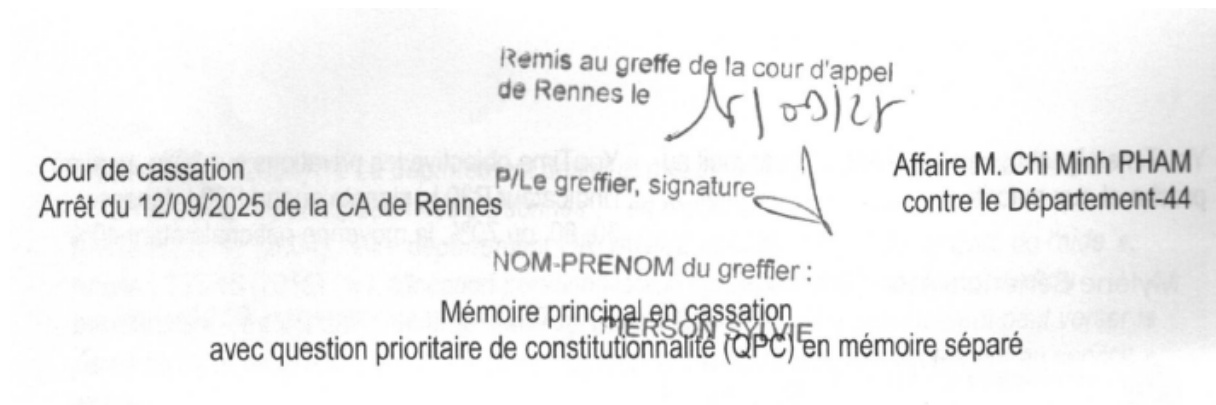 Remis au greffe de la cour d'appel
de Rennes le
Cour de cassation
Arrêt du 12/09/2025 de la CA de Rennes
P/Le greffier, signature
Affaire M. Chi Minh PHAM
contre le Département-44
NOM-PRENOM du greffier :
Mémoire principal en cassation
MERSON SYLVIE
avec question prioritaire de constitutionnalité (QPC) en mémoire séparé